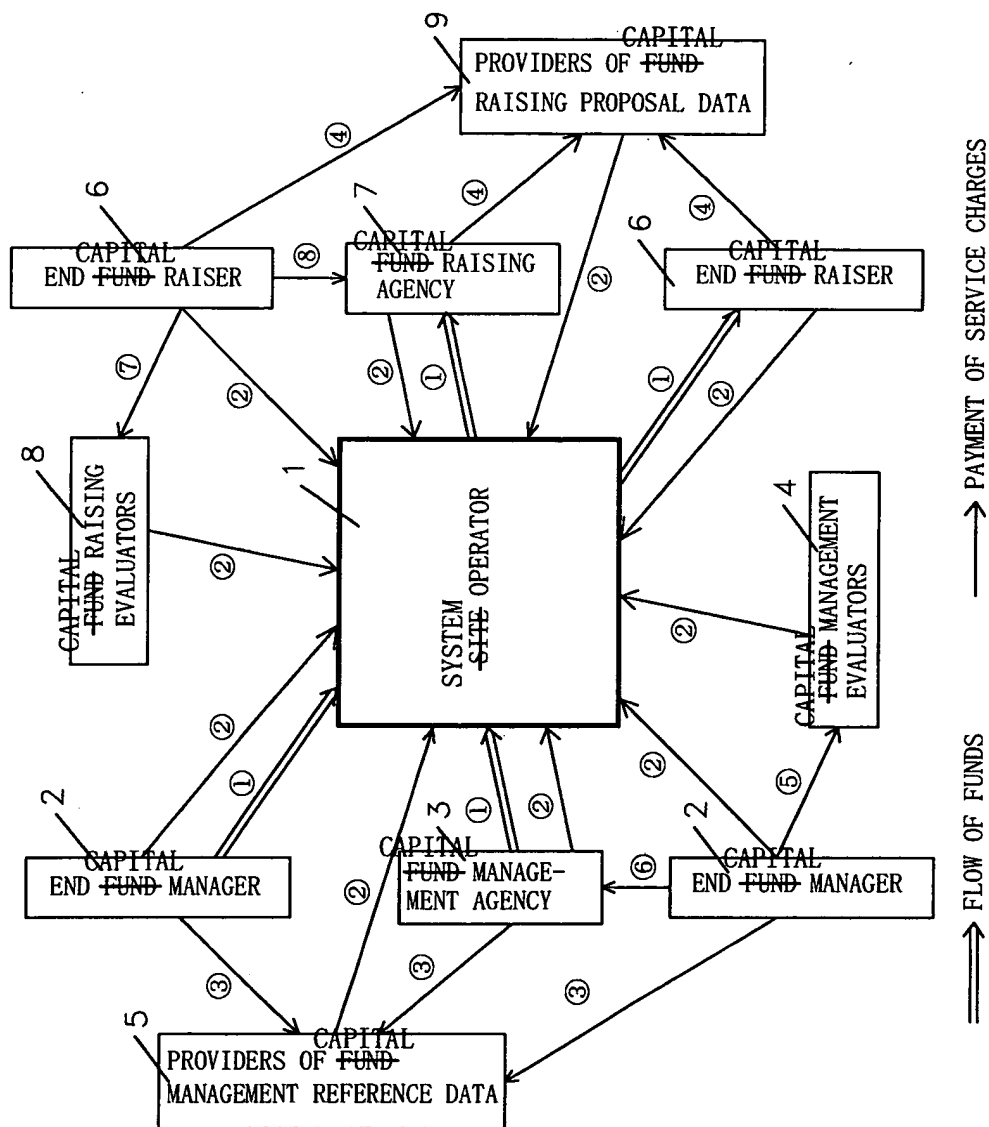 9
CAPITAL
PROVIDERS OF FUND
RAISING PROPOSAL DATA
④
6
CAPITAL
END FUND RAISER
⑧
7
CAPITAL
FUND RAISING
AGENCY
④
6
CAPITAL
END FUND RAISER
④
⑦
②
②
①
②
①
②
8
CAPITAL
FUND RAISING
EVALUATORS
②
1
SYSTEM
SITE OPERATOR
4
CAPITAL
FUND MANAGEMENT
EVALUATORS
②
②
①
2
CAPITAL
END FUND MANAGER
③
②
①
②
3
CAPITAL
FUND MANAGE-
MENT AGENCY
③
⑥
②
⑤
2
CAPITAL
END FUND MANAGER
③
5
CAPITAL
PROVIDERS OF FUND
MANAGEMENT REFERENCE DATA
FLOW OF FUNDS
PAYMENT OF SERVICE CHARGES